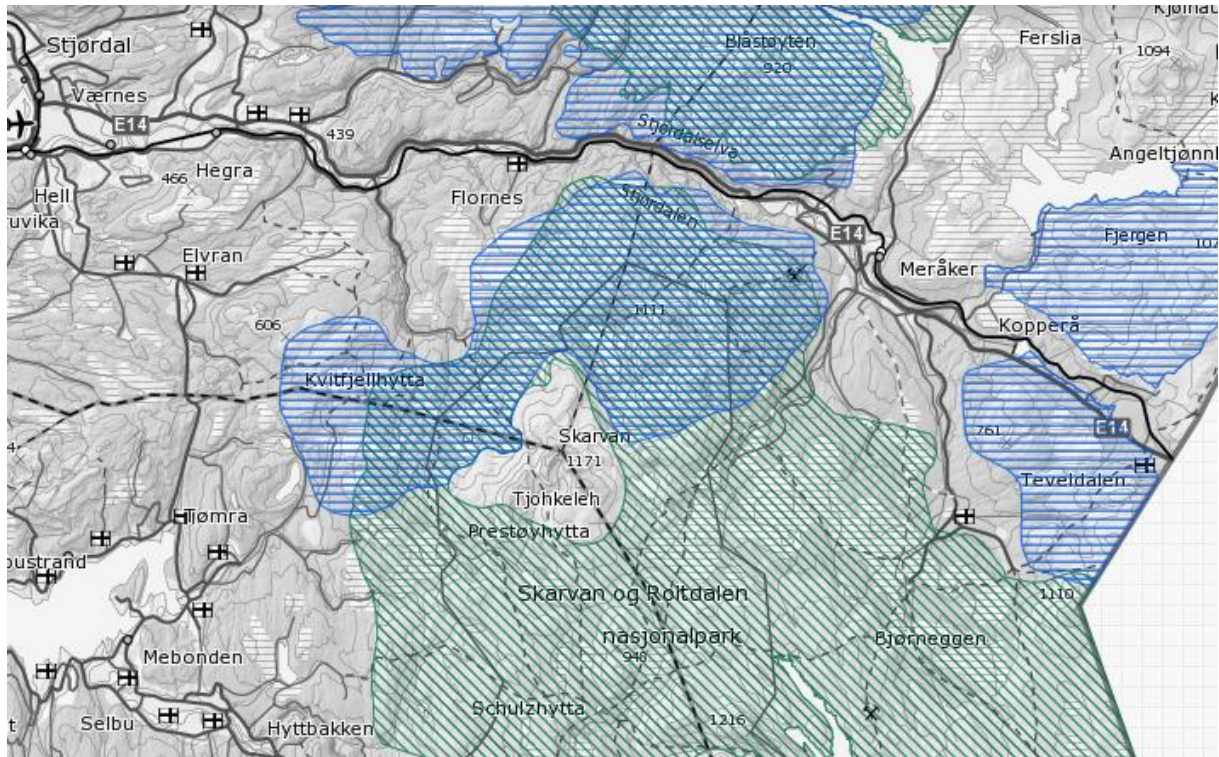 Stjørdal
Blåstøyten
920
Ferslia
1094
Værnes
E14
439
Stjørdalselva
Hegra
466
Hell
Flornes
Stjørdalen
Elvran
E14
Fjergen
Meråker
606
1111
Kopperå
Kvitfjellhytta
Skarvan
1171
761
E14
Tjohkeleh
Teveldalen
Prestøyhytta
Tømra
Skarvan og Roltdalen
nasjonalpark
948
1110
Bjørneggen
Mebonden
Selbu
Hyttbakken
Schulzhytta
1216